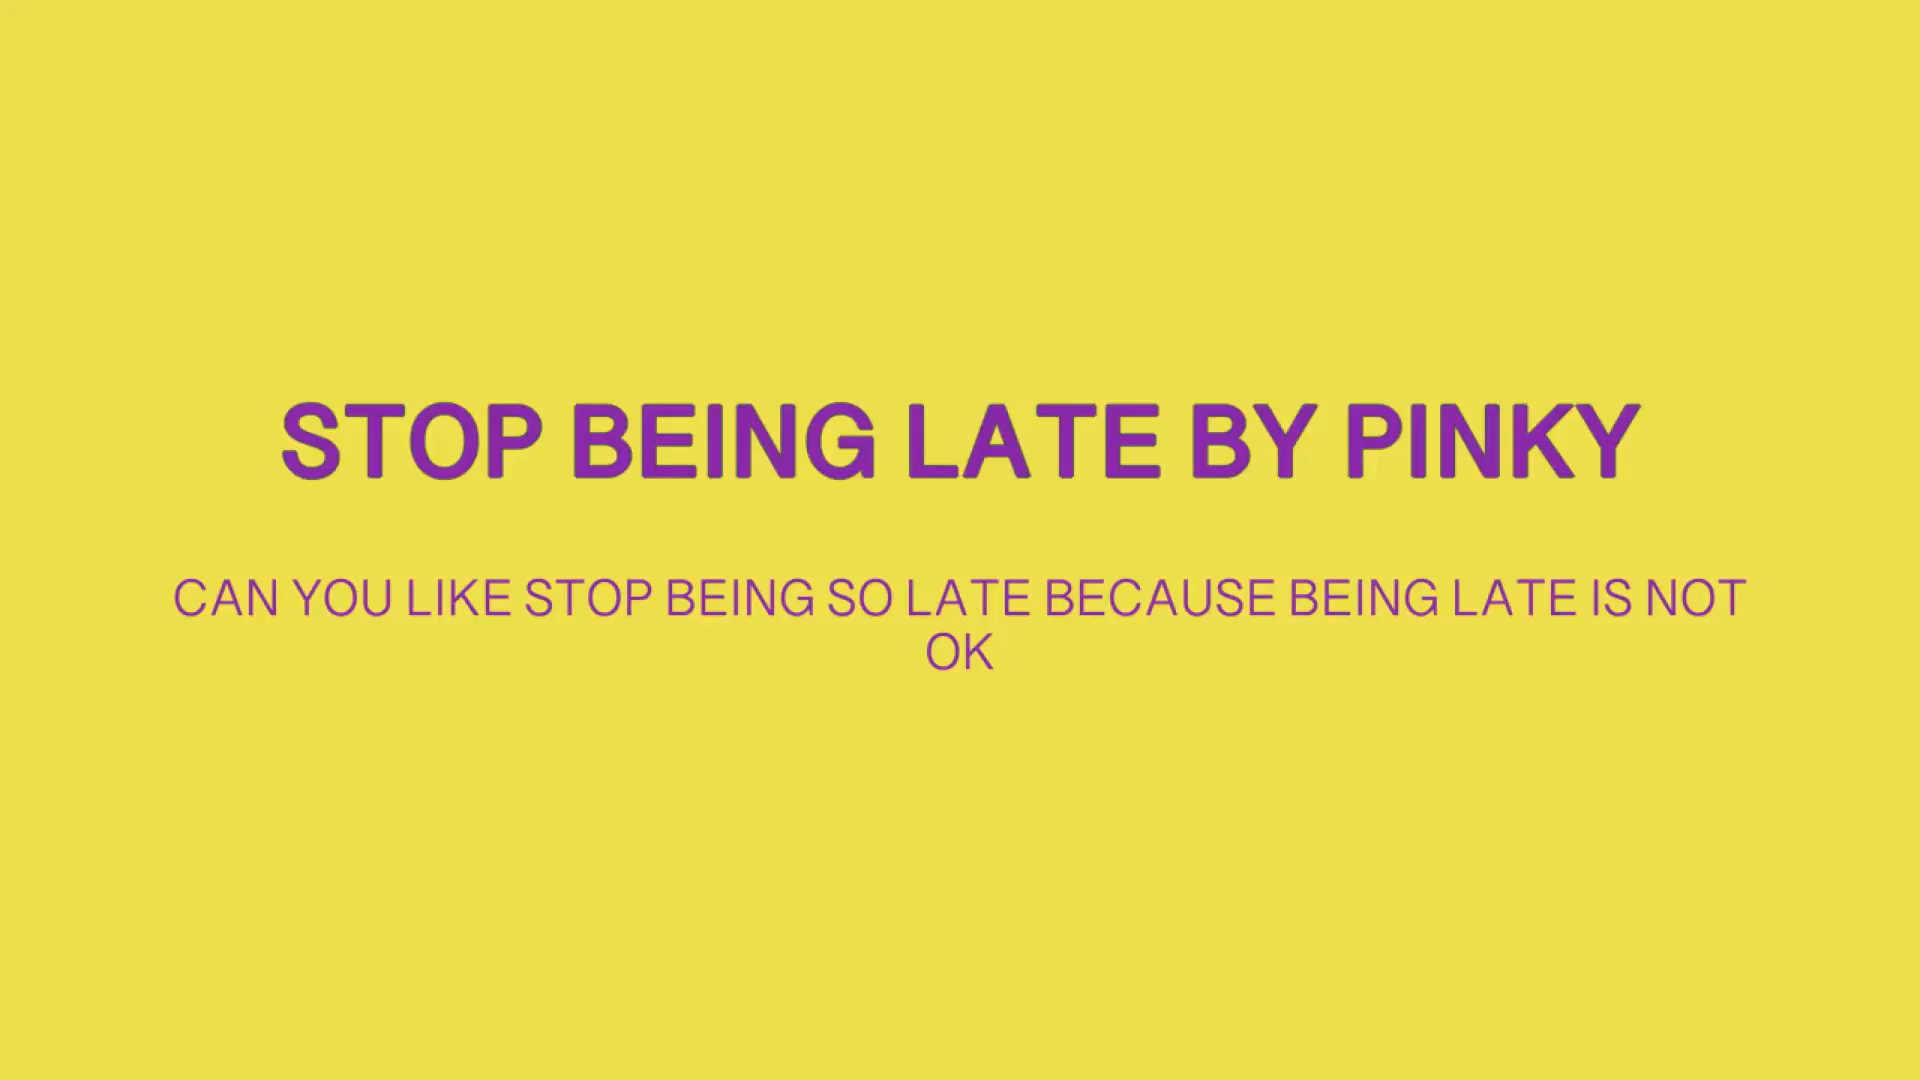 STOP BEING LATE BY PINKY
CAN YOU LIKE STOP BEING SO LATE BECAUSE BEING LATE IS NOT
OK